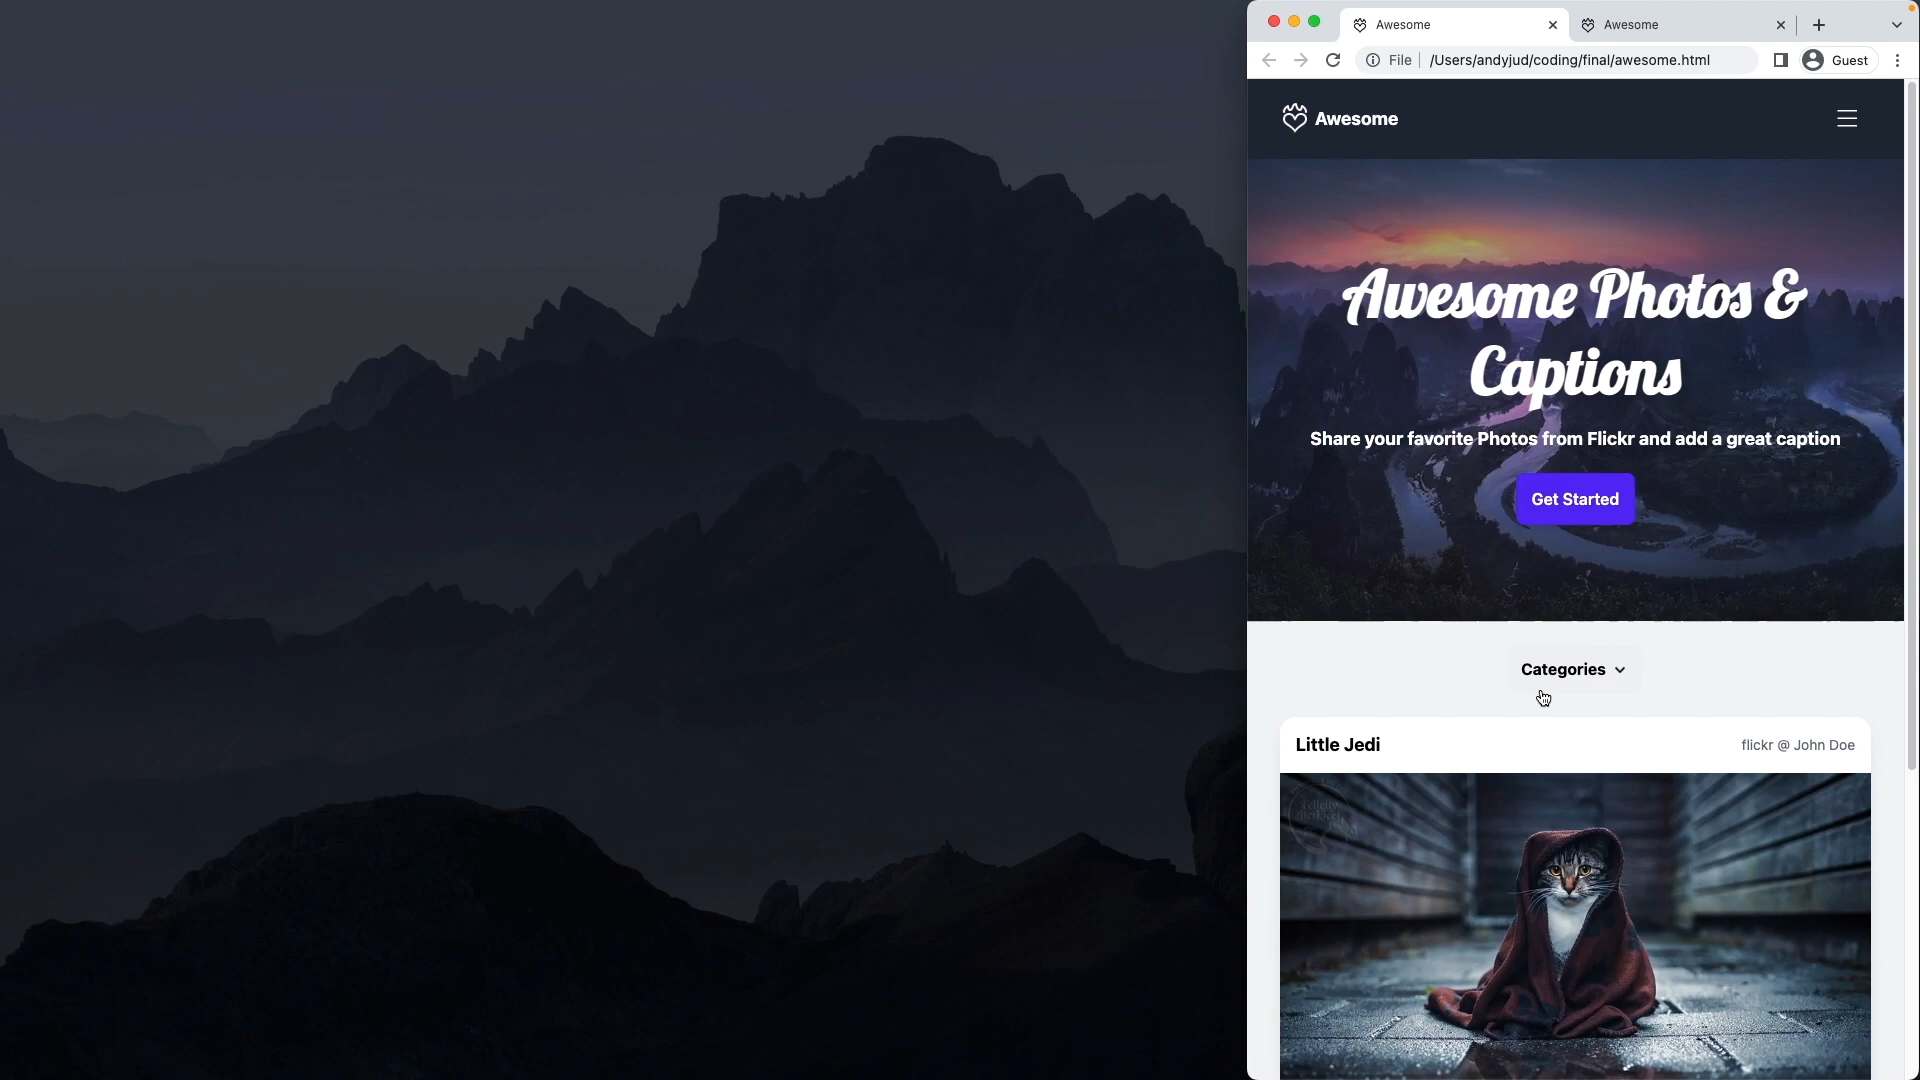 Awesome
Awesome
File
/Users/andyjud/coding/final/awesome.html
Guest
Awesome
Awesome Photos &
Captions
Share your favorite Photos from Flickr and add a great caption
Get Started
Categories
Little Jedi
flickr @ John Doe